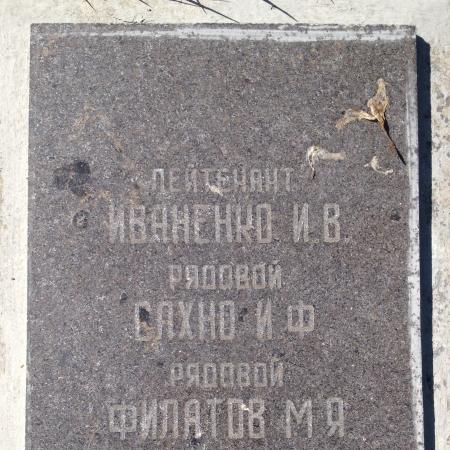 ЛЕЙТЕНАНТ
ИВАНЕНКО И.В.
РЯДОВОЙ
САХНО И Ф
РЯДОВОЙ
ФИЛАТОВ М Я